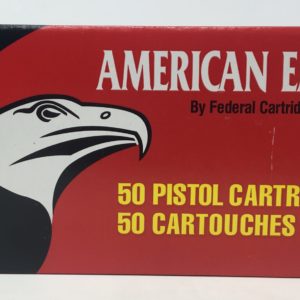 AMERICAN EA
By Federal Cartrid
50 PISTOL CARTR
50 CARTOUCHES